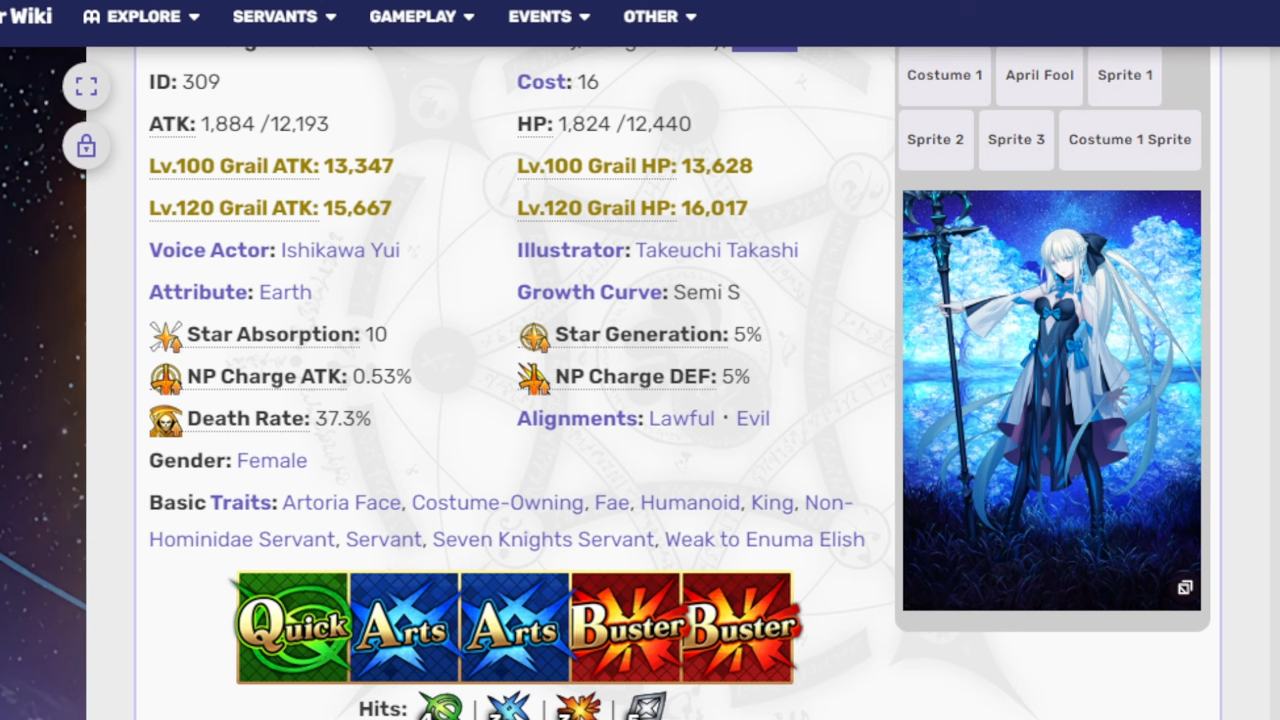 r Wiki EXPLORE SERVANTS GAMEPLAY EVENTS OTHER
ID: 309 Cost: 16
ATK: 1,884 /12,193 HP: 1,824 /12,440
Lv.100 Grail ATK: 13,347 Lv.100 Grail HP: 13,628
Lv.120 Grail ATK: 15,667 Lv.120 Grail HP: 16,017
Voice Actor: Ishikawa Yui Illustrator: Takeuchi Takashi
Attribute: Earth Growth Curve: Semi S
Star Absorption: 10 Star Generation: 5%
NP Charge ATK: 0.53% NP Charge DEF: 5%
Death Rate: 37.3% Alignments: Lawful・Evil
Gender: Female
Basic Traits: Artoria Face, Costume-Owning, Fae, Humanoid, King, Non-
Hominidae Servant, Servant, Seven Knights Servant, Weak to Enuma Elish
Quick Arts Arts Buster Buster
Hits: | | |
Costume 1 April Fool Sprite 1
Sprite 2 Sprite 3 Costume 1 Sprite